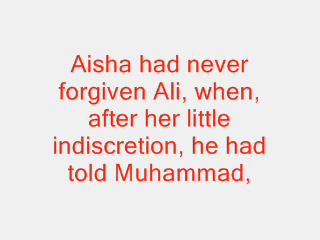 Aisha had never
forgiven Ali, when,
after her little
indiscretion, he had
told Muhammad,